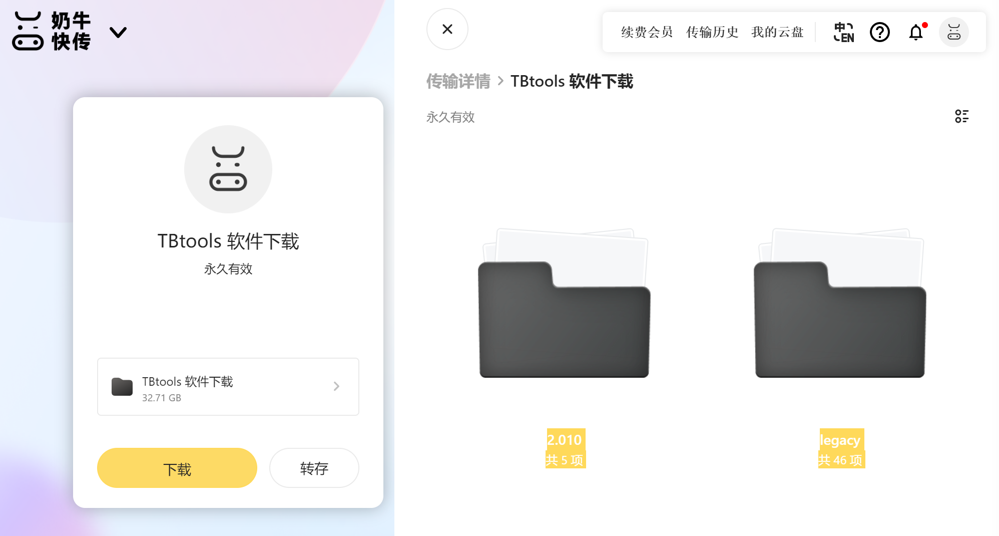 奶牛
快传
TBtools 软件下载
永久有效
TBtools 软件下载
32.71 GB
下载
转存
续费会员 传输历史 我的云盘
中
EN
传输详情 > TBtools 软件下载
永久有效
2.010
共 5 项
legacy
共 46 项